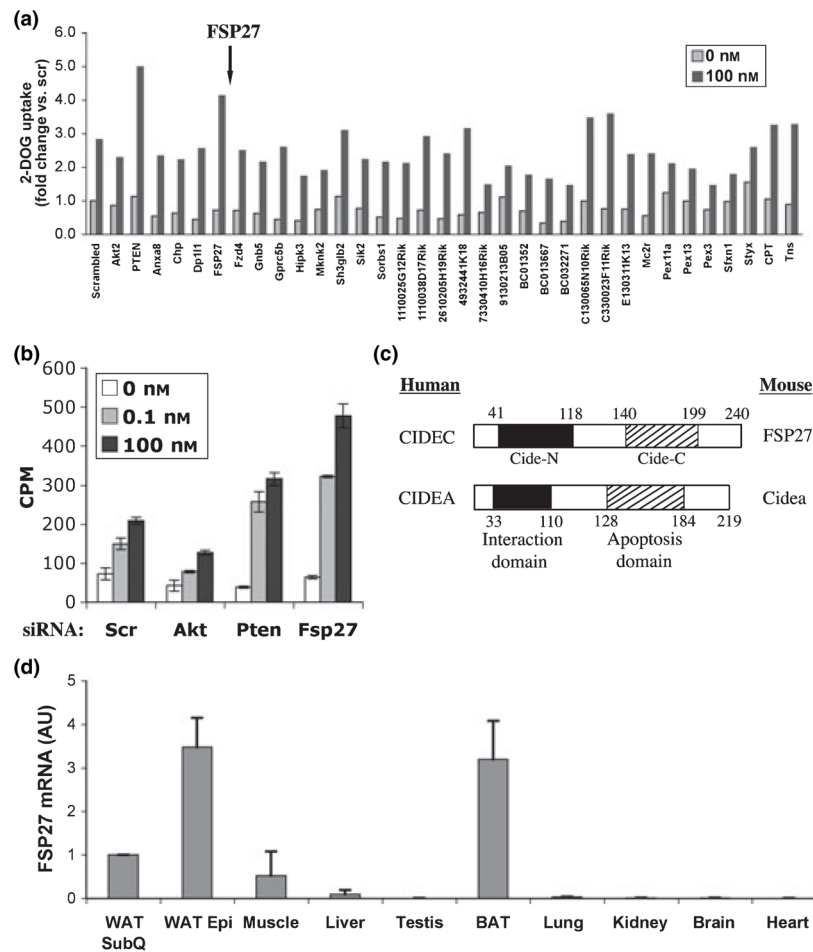 (a)
FSP27
0 nM
100 nM
2-DOG uptake
(fold change vs. scr)
6.0
5.0
4.0
3.0
2.0
1.0
0.0
Scrambled
Akt2
PTEN
Anxa8
Chp
Dp1l1
FSP27
Fzd4
Gnb5
Gprc5b
Hipk3
Mknk2
Sh3glb2
Sik2
Sorbs1
1110025G12Rik
1110038D17Rik
2610205H19Rik
4932441K18
7330410H16Rik
9130213B05
BC01352
BC013667
BC032271
C130065N10Rik
C330023F11Rik
E130311K13
Mc2r
Pex11a
Pex13
Pex3
Sfxn1
Styx
CPT
Tns
(b)
0 nM
0.1 nM
100 nM
CPM
600
500
400
300
200
100
0
siRNA: Scr Akt Pten Fsp27
(c)
Human Mouse
41 118 140 199 240
CIDEC FSP27
Cide-N Cide-C
CIDEA Cidea
33 110 128 184 219
Interaction domain
Apoptosis domain
(d)
FSP27 mRNA (AU)
5
4
3
2
1
0
WAT SubQ
WAT Epi
Muscle
Liver
Testis
BAT
Lung
Kidney
Brain
Heart